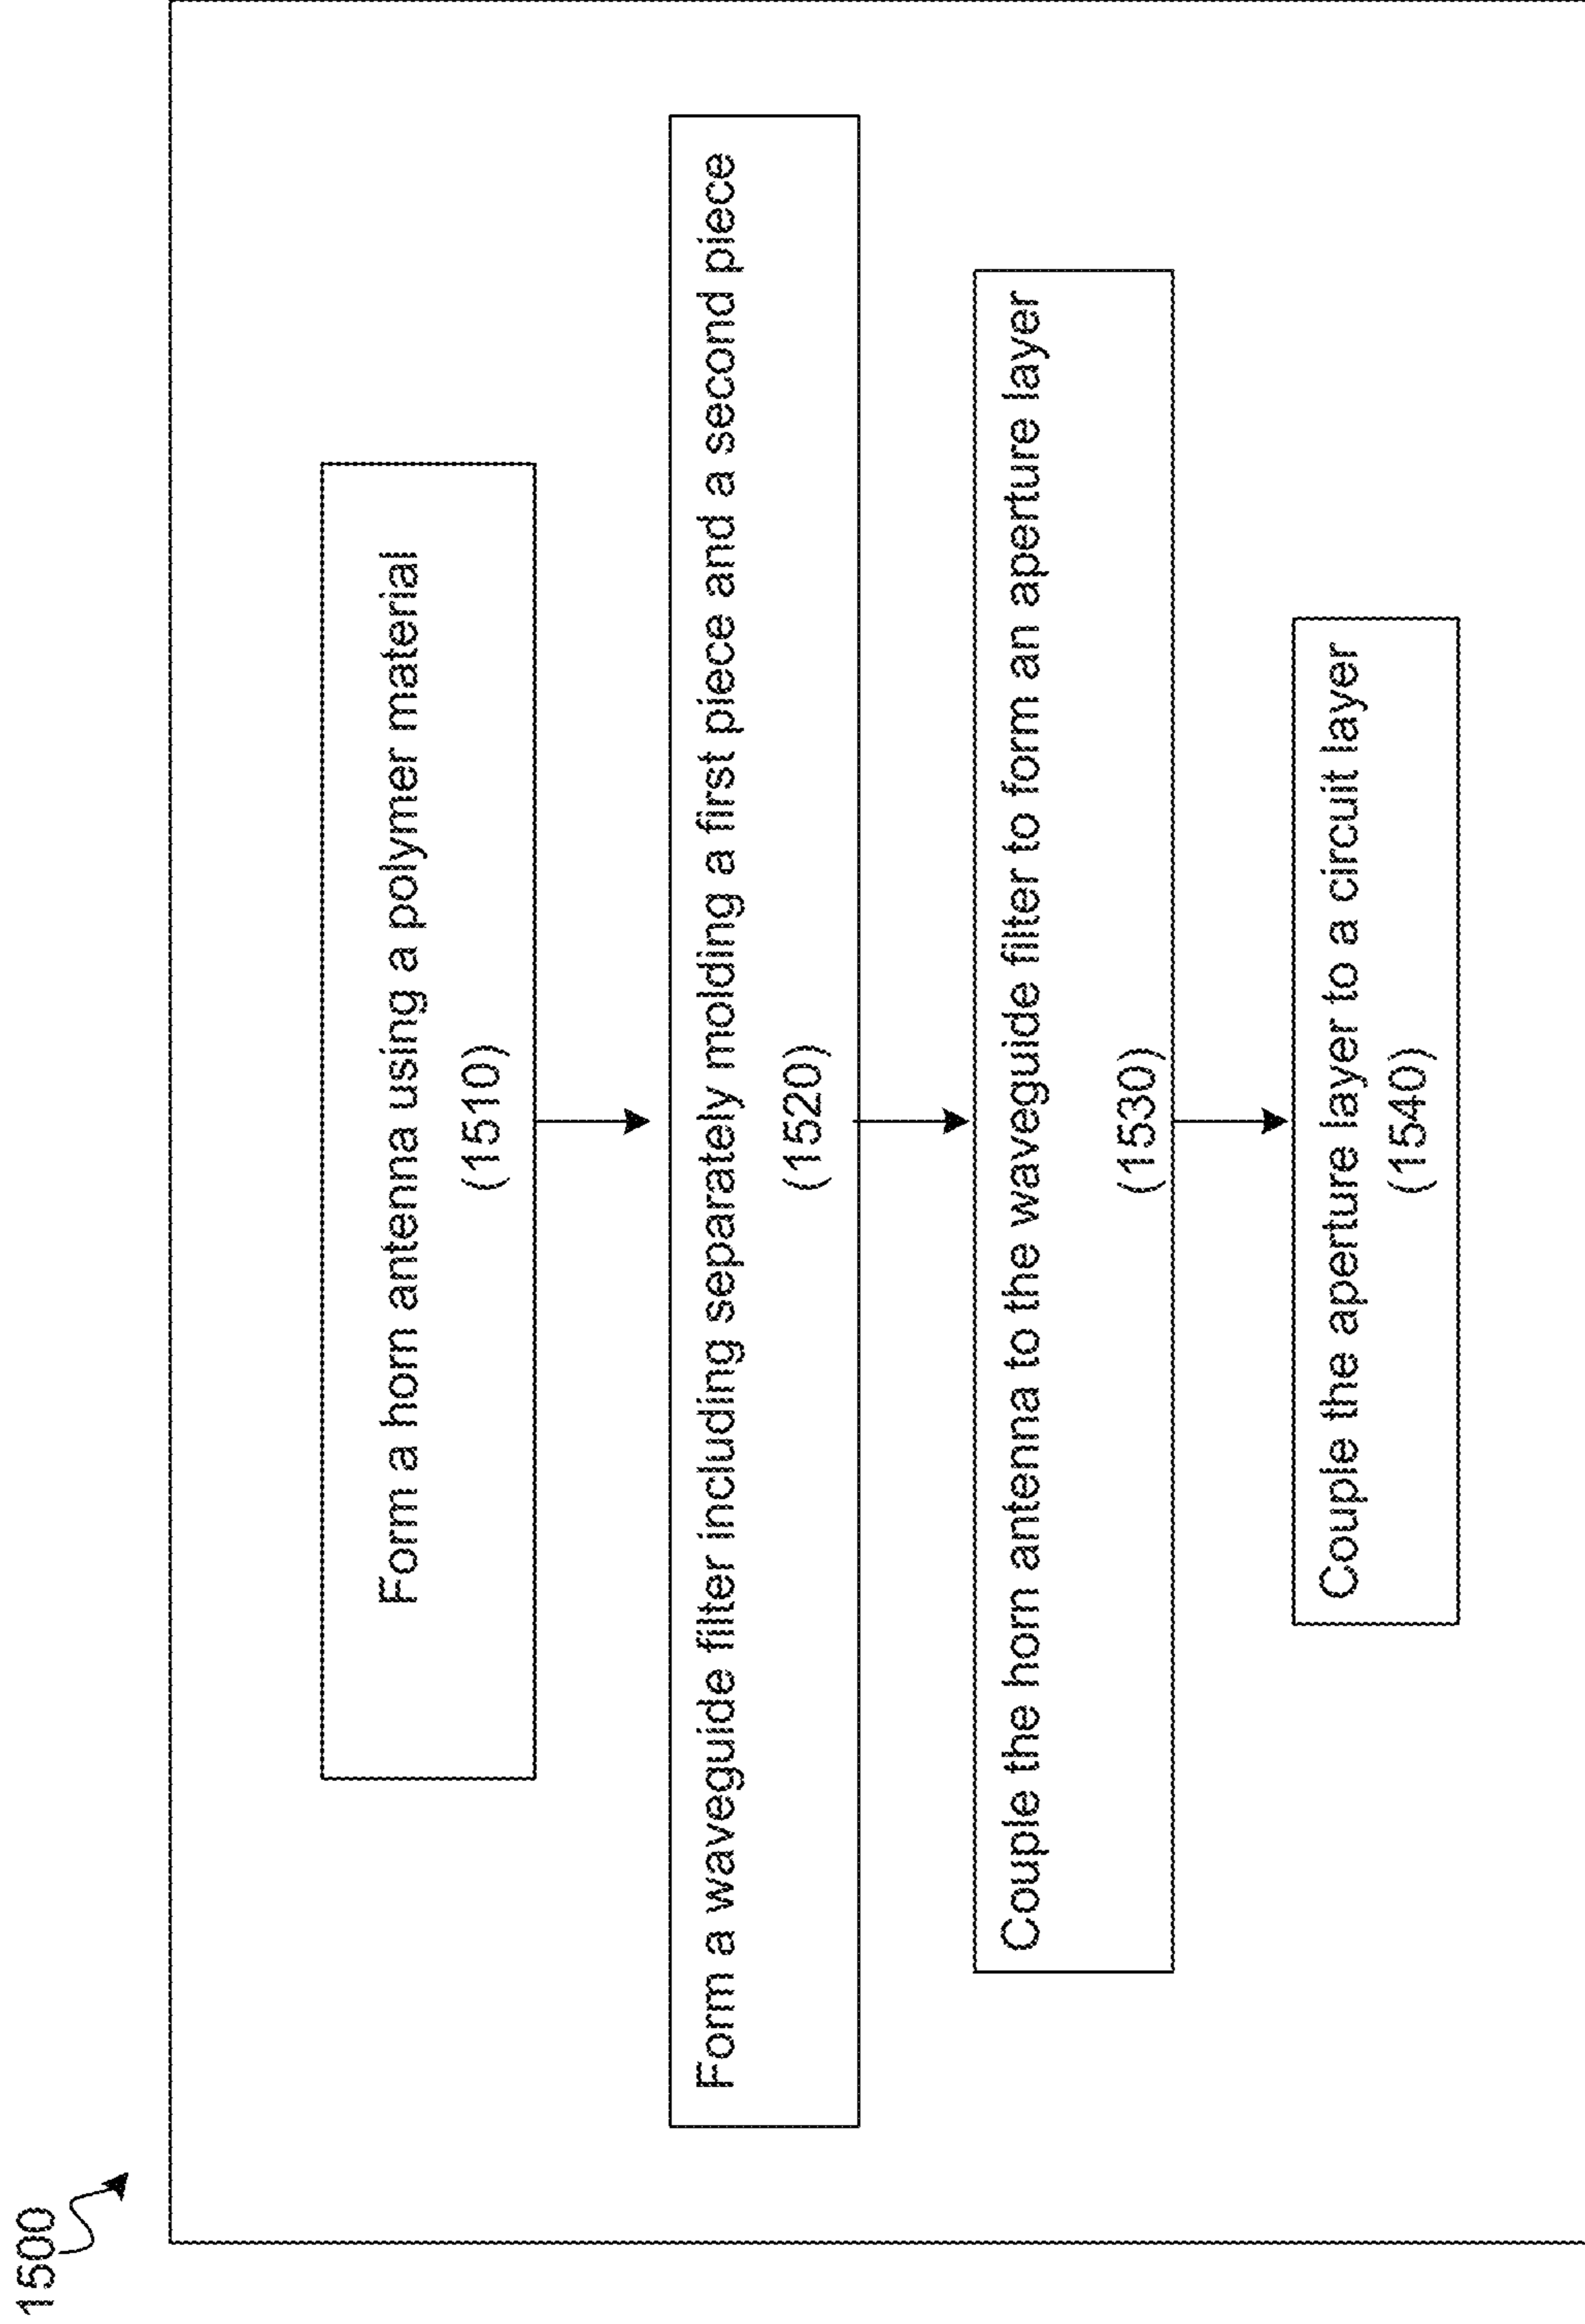 1500
Form a horn antenna using a polymer material
(1510)
Form a waveguide filter including separately molding a first piece and a second piece
(1520)
Couple the horn antenna to the waveguide filter to form an aperture layer
(1530)
Couple the aperture layer to a circuit layer
(1540)